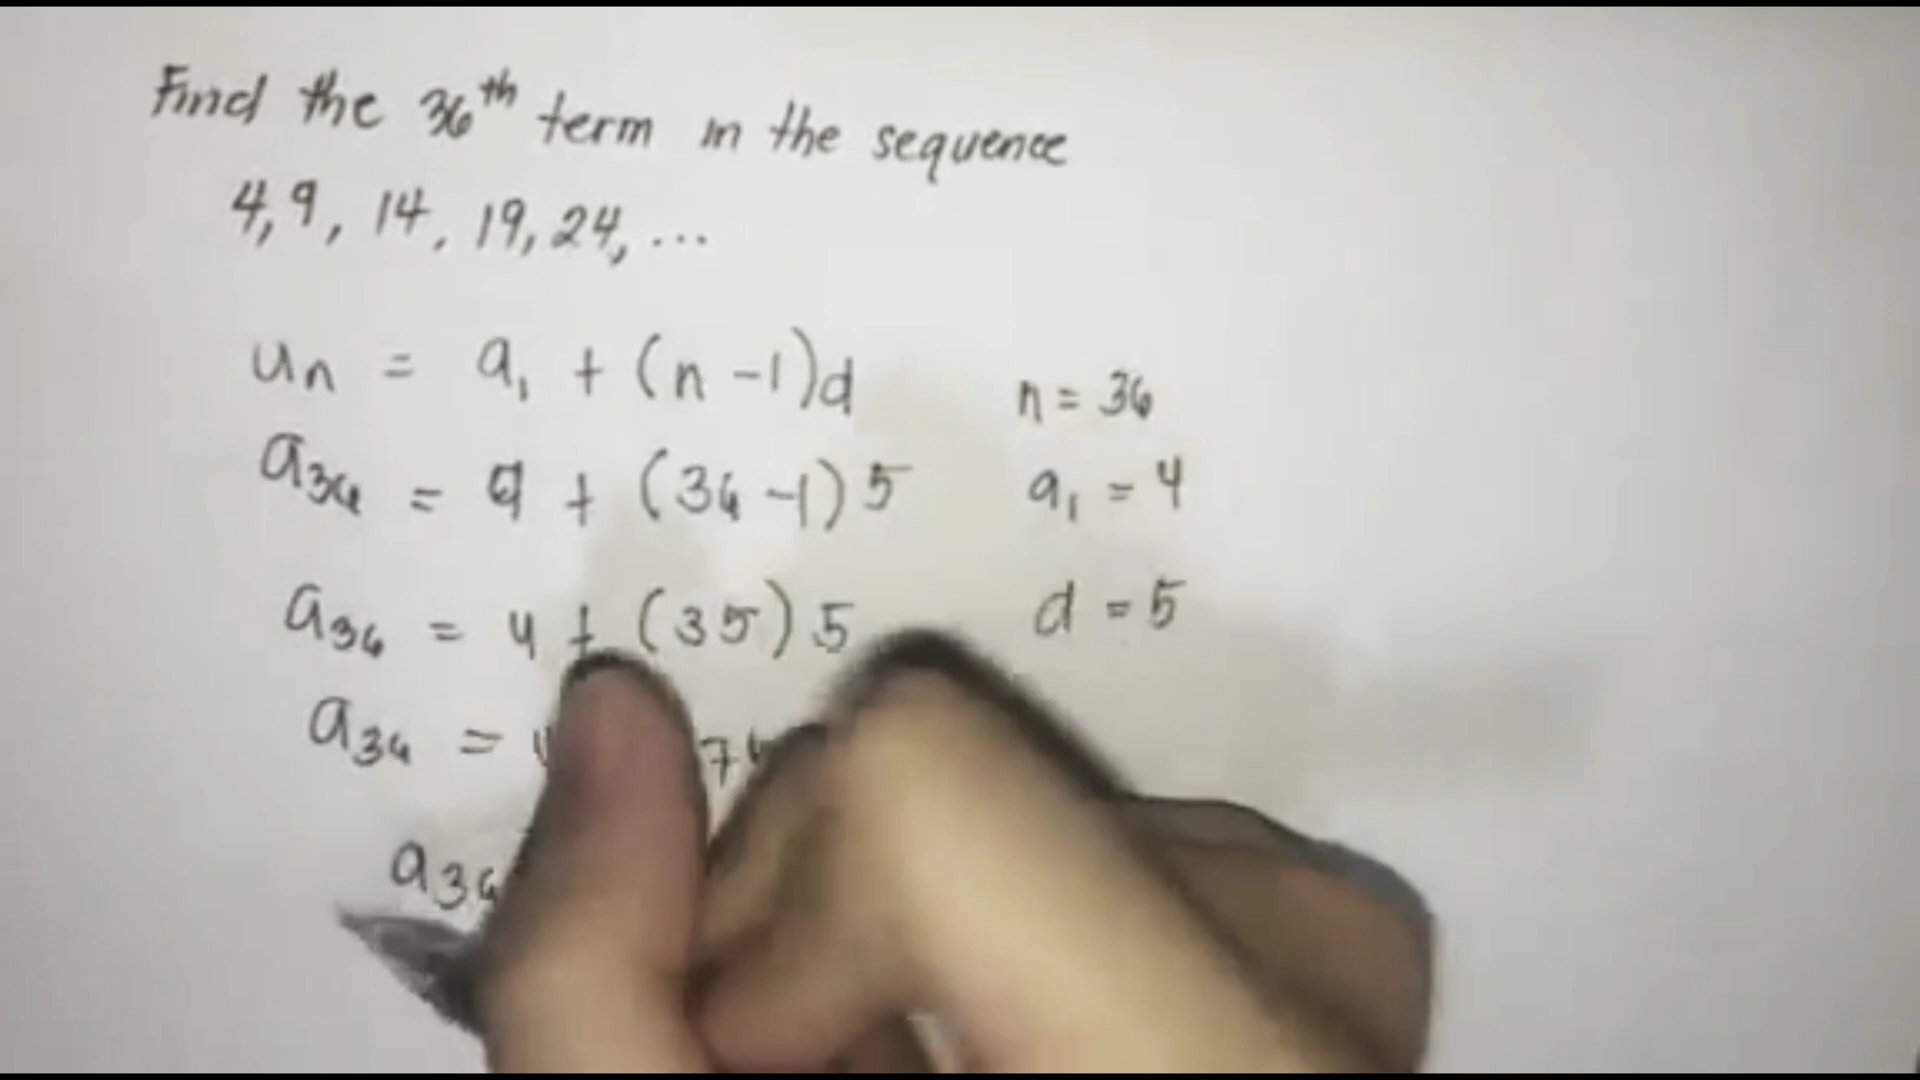 Find the 36th term in the sequence
4, 9, 14, 19, 24, ...
un = a1 + (n - 1)d
n = 36
a36 = 4 + (36 - 1) 5
a1 = 4
a36 = 4 + (35) 5
d = 5
a36 =
a36